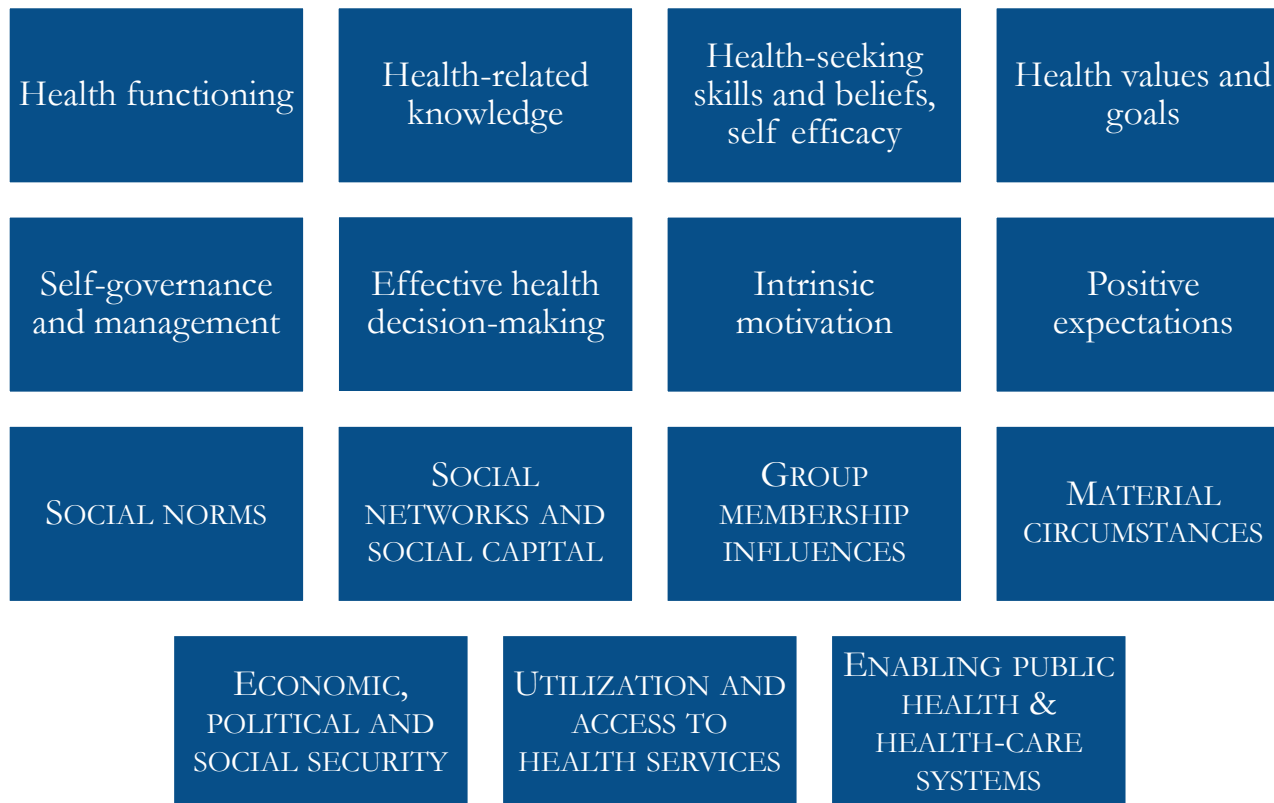 Health functioning
Health-related
knowledge
Health-seeking
skills and beliefs,
self efficacy
Health values and
goals
Self-governance
and management
Effective health
decision-making
Intrinsic
motivation
Positive
expectations
SOCIAL NORMS
SOCIAL
NETWORKS AND
SOCIAL CAPITAL
GROUP
MEMBERSHIP
INFLUENCES
MATERIAL
CIRCUMSTANCES
ECONOMIC,
POLITICAL AND
SOCIAL SECURITY
UTILIZATION AND
ACCESS TO
HEALTH SERVICES
ENABLING PUBLIC
HEALTH &
HEALTH-CARE
SYSTEMS